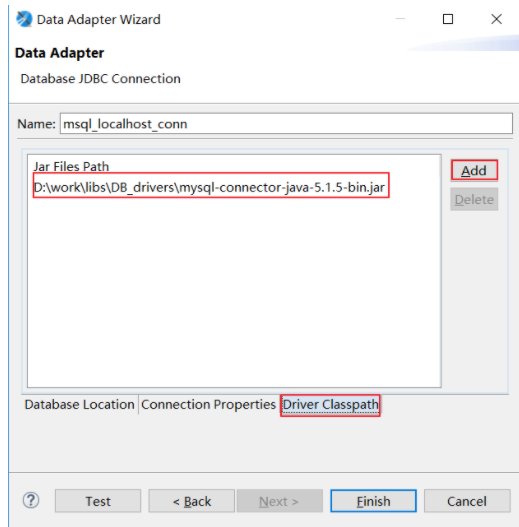 Data Adapter Wizard
Data Adapter
Database JDBC Connection
Name: msql_localhost_conn
Jar Files Path
D:\work\libs\DB_drivers\mysql-connector-java-5.1.5-bin.jar
Add
Delete
Database Location Connection Properties Driver Classpath
? Test < Back Next > Finish Cancel